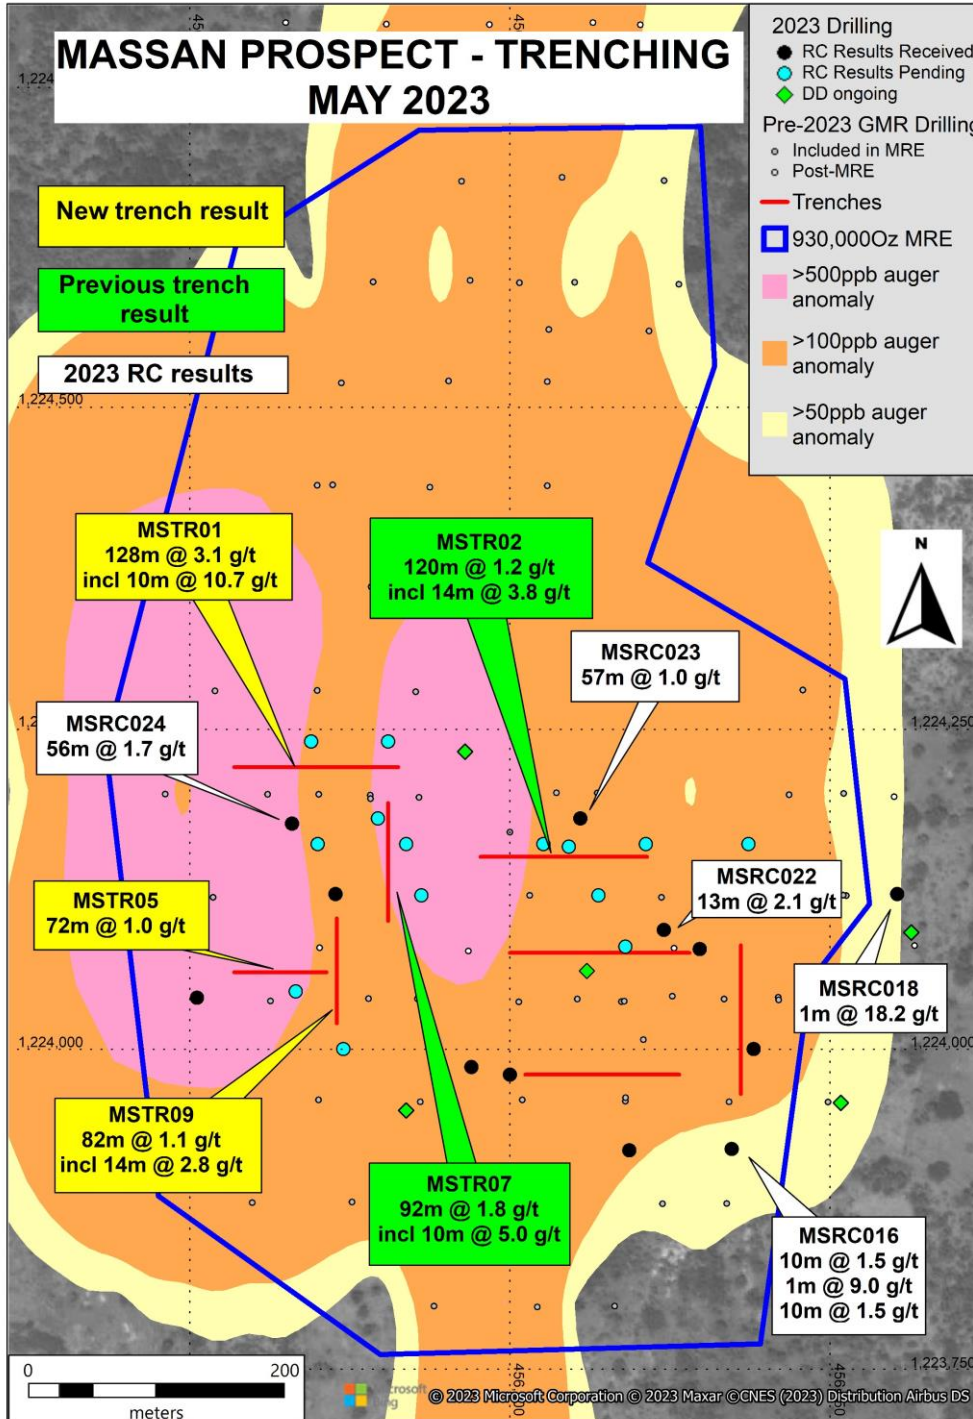 MASSAN PROSPECT - TRENCHING
MAY 2023
2023 Drilling
RC Results Received
RC Results Pending
DD ongoing
Pre-2023 GMR Drilling
Included in MRE
Post-MRE
Trenches
930,000Oz MRE
>500ppb auger
anomaly
>100ppb auger
anomaly
>50ppb auger
anomaly
New trench result
Previous trench
result
2023 RC results
1,224,500
MSTR01
128m @ 3.1 g/t
incl 10m @ 10.7 g/t
MSTR02
120m @ 1.2 g/t
incl 14m @ 3.8 g/t
N
MSRC023
57m @ 1.0 g/t
MSRC024
56m @ 1.7 g/t
1,224,250
MSRC022
13m @ 2.1 g/t
MSTR05
72m @ 1.0 g/t
MSRC018
1m @ 18.2 g/t
1,224,000
1,224,000
MSTR09
82m @ 1.1 g/t
incl 14m @ 2.8 g/t
MSTR07
92m @ 1.8 g/t
incl 10m @ 5.0 g/t
MSRC016
10m @ 1.5 g/t
1m @ 9.0 g/t
10m @ 1.5 g/t
1,223,750
0 200
meters
© 2023 Microsoft Corporation © 2023 Maxar ©CNES (2023) Distribution Airbus DS